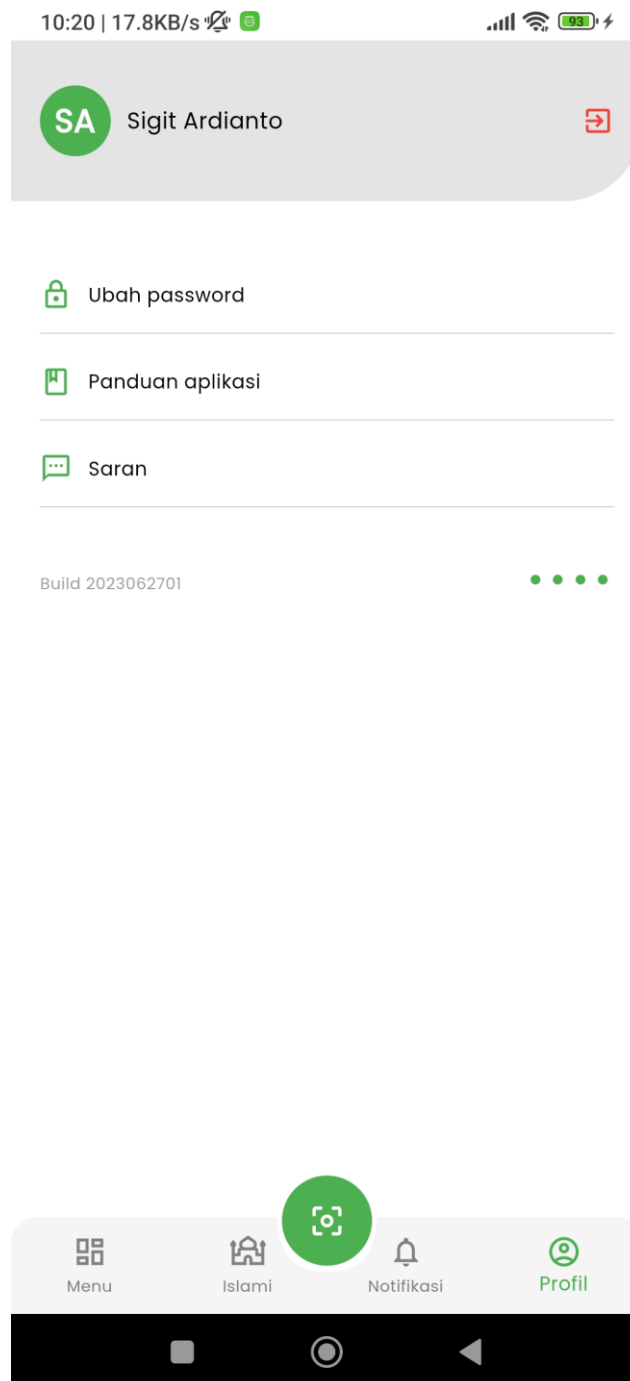 10:20 | 17.8KB/s
93
SA
Sigit Ardianto
Ubah password
Panduan aplikasi
Saran
Build 2023062701
Menu
Islami
Notifikasi
Profil